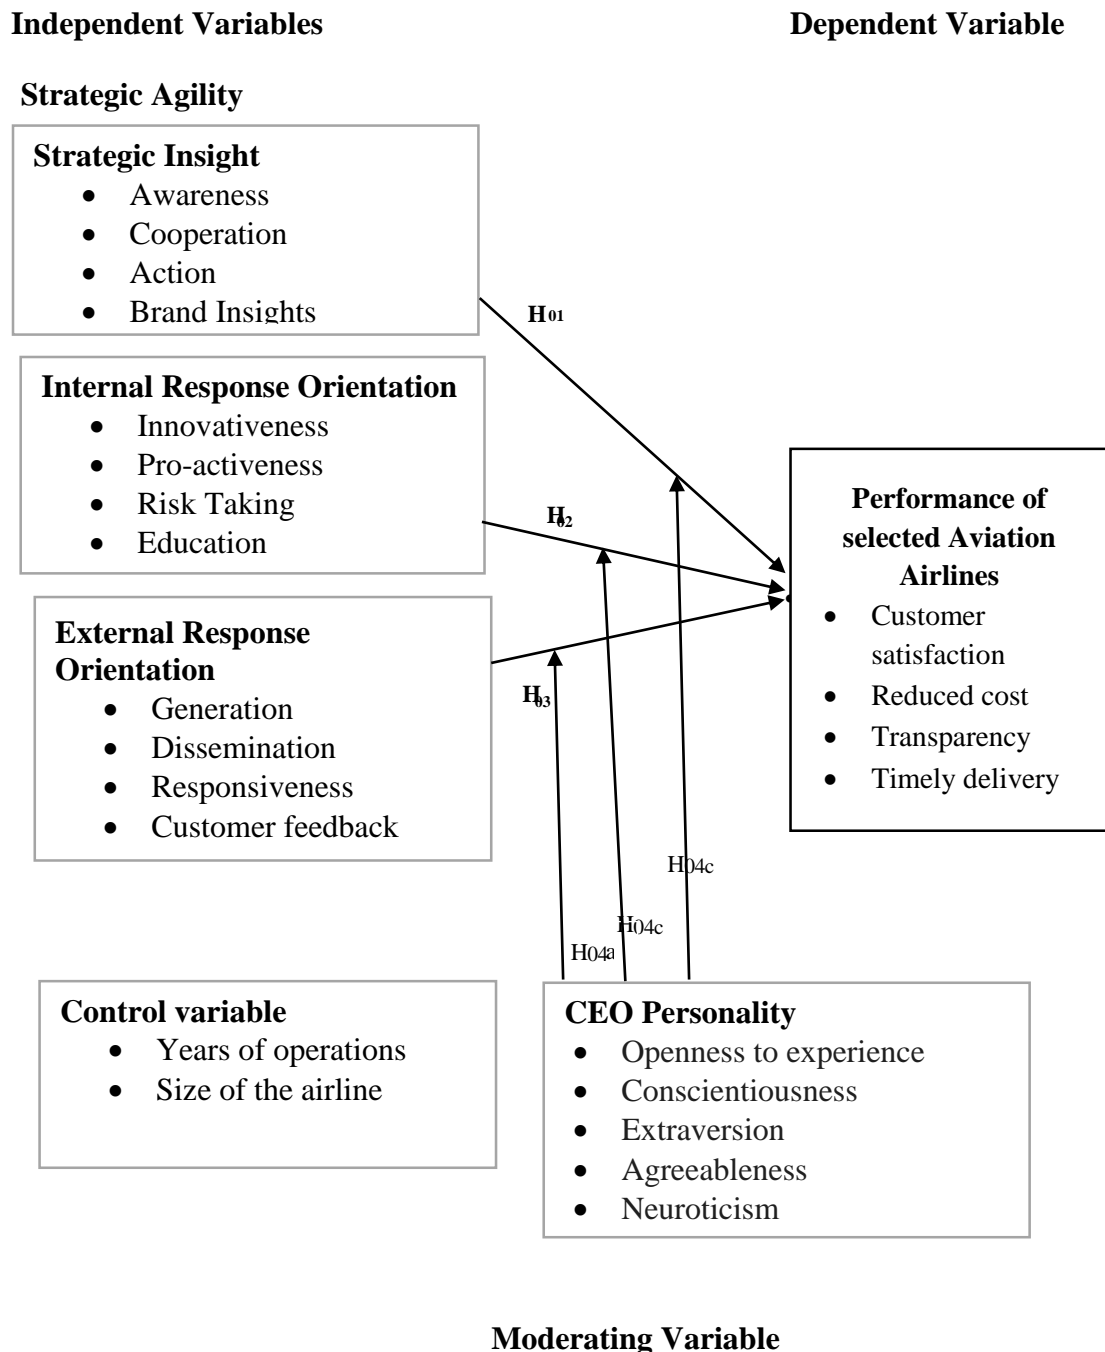 Independent Variables
Dependent Variable
Strategic Agility
Strategic Insight
• Awareness
• Cooperation
• Action
• Brand Insights
H01
Internal Response Orientation
• Innovativeness
• Pro-activeness
• Risk Taking
• Education
H02
External Response
Orientation
• Generation
• Dissemination
• Responsiveness
• Customer feedback
H03
Performance of
selected Aviation
Airlines
• Customer
satisfaction
• Reduced cost
• Transparency
• Timely delivery
H04c
H04c
H04a
Control variable
• Years of operations
• Size of the airline
CEO Personality
• Openness to experience
• Conscientiousness
• Extraversion
• Agreeableness
• Neuroticism
Moderating Variable